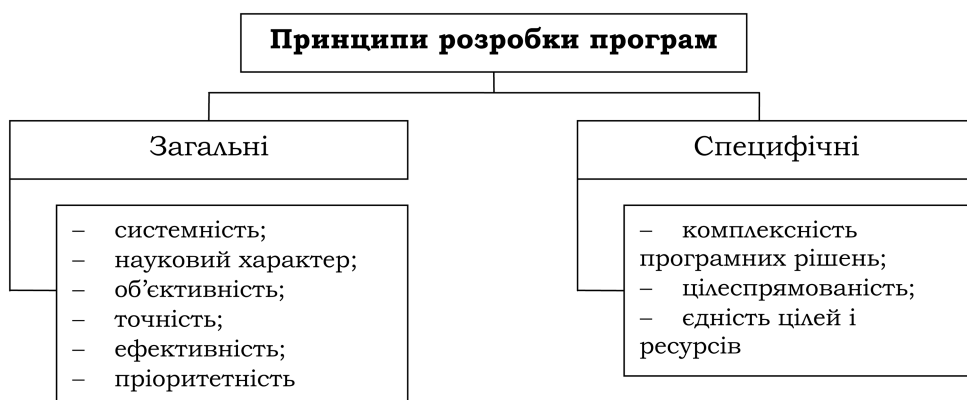 Принципи розробки програм
Загальні
– системність;
– науковий характер;
– об’єктивність;
– точність;
– ефективність;
– пріоритетність
Специфічні
– комплексність
програмних рішень;
– цілеспрямованість;
– єдність цілей і
ресурсів